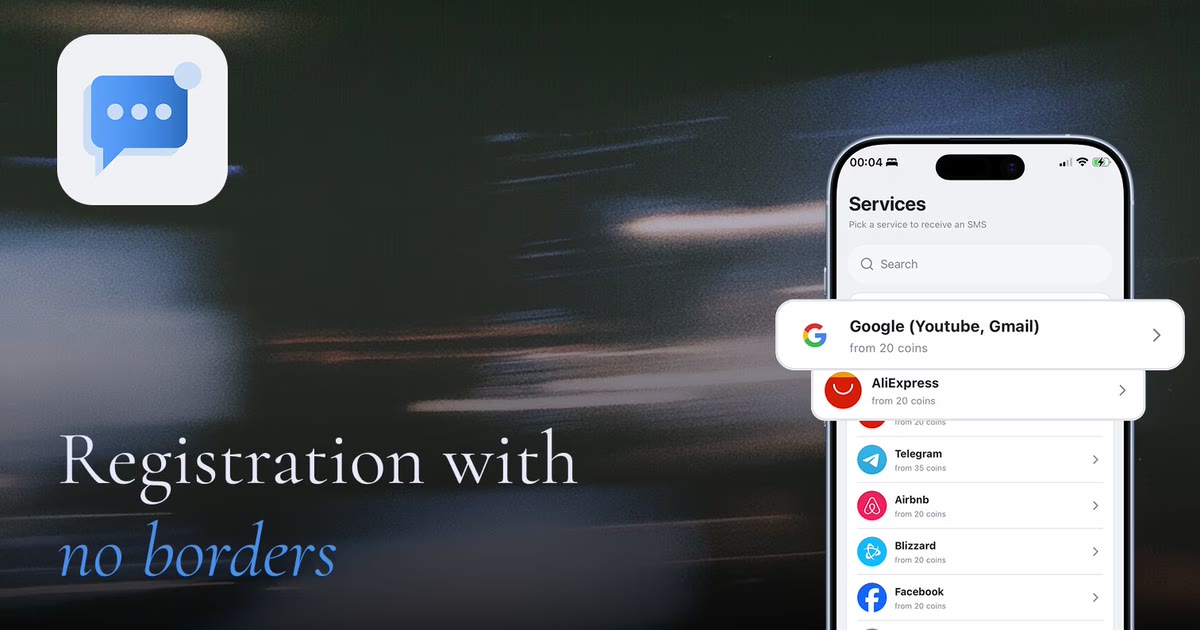 00:04
Services
Pick a service to receive an SMS
Search
Google (Youtube, Gmail)
from 20 coins
AliExpress
from 20 coins
from 20 coins
Telegram
from 35 coins
Airbnb
from 20 coins
Blizzard
from 20 coins
Facebook
from 20 coins
Registration with
no borders